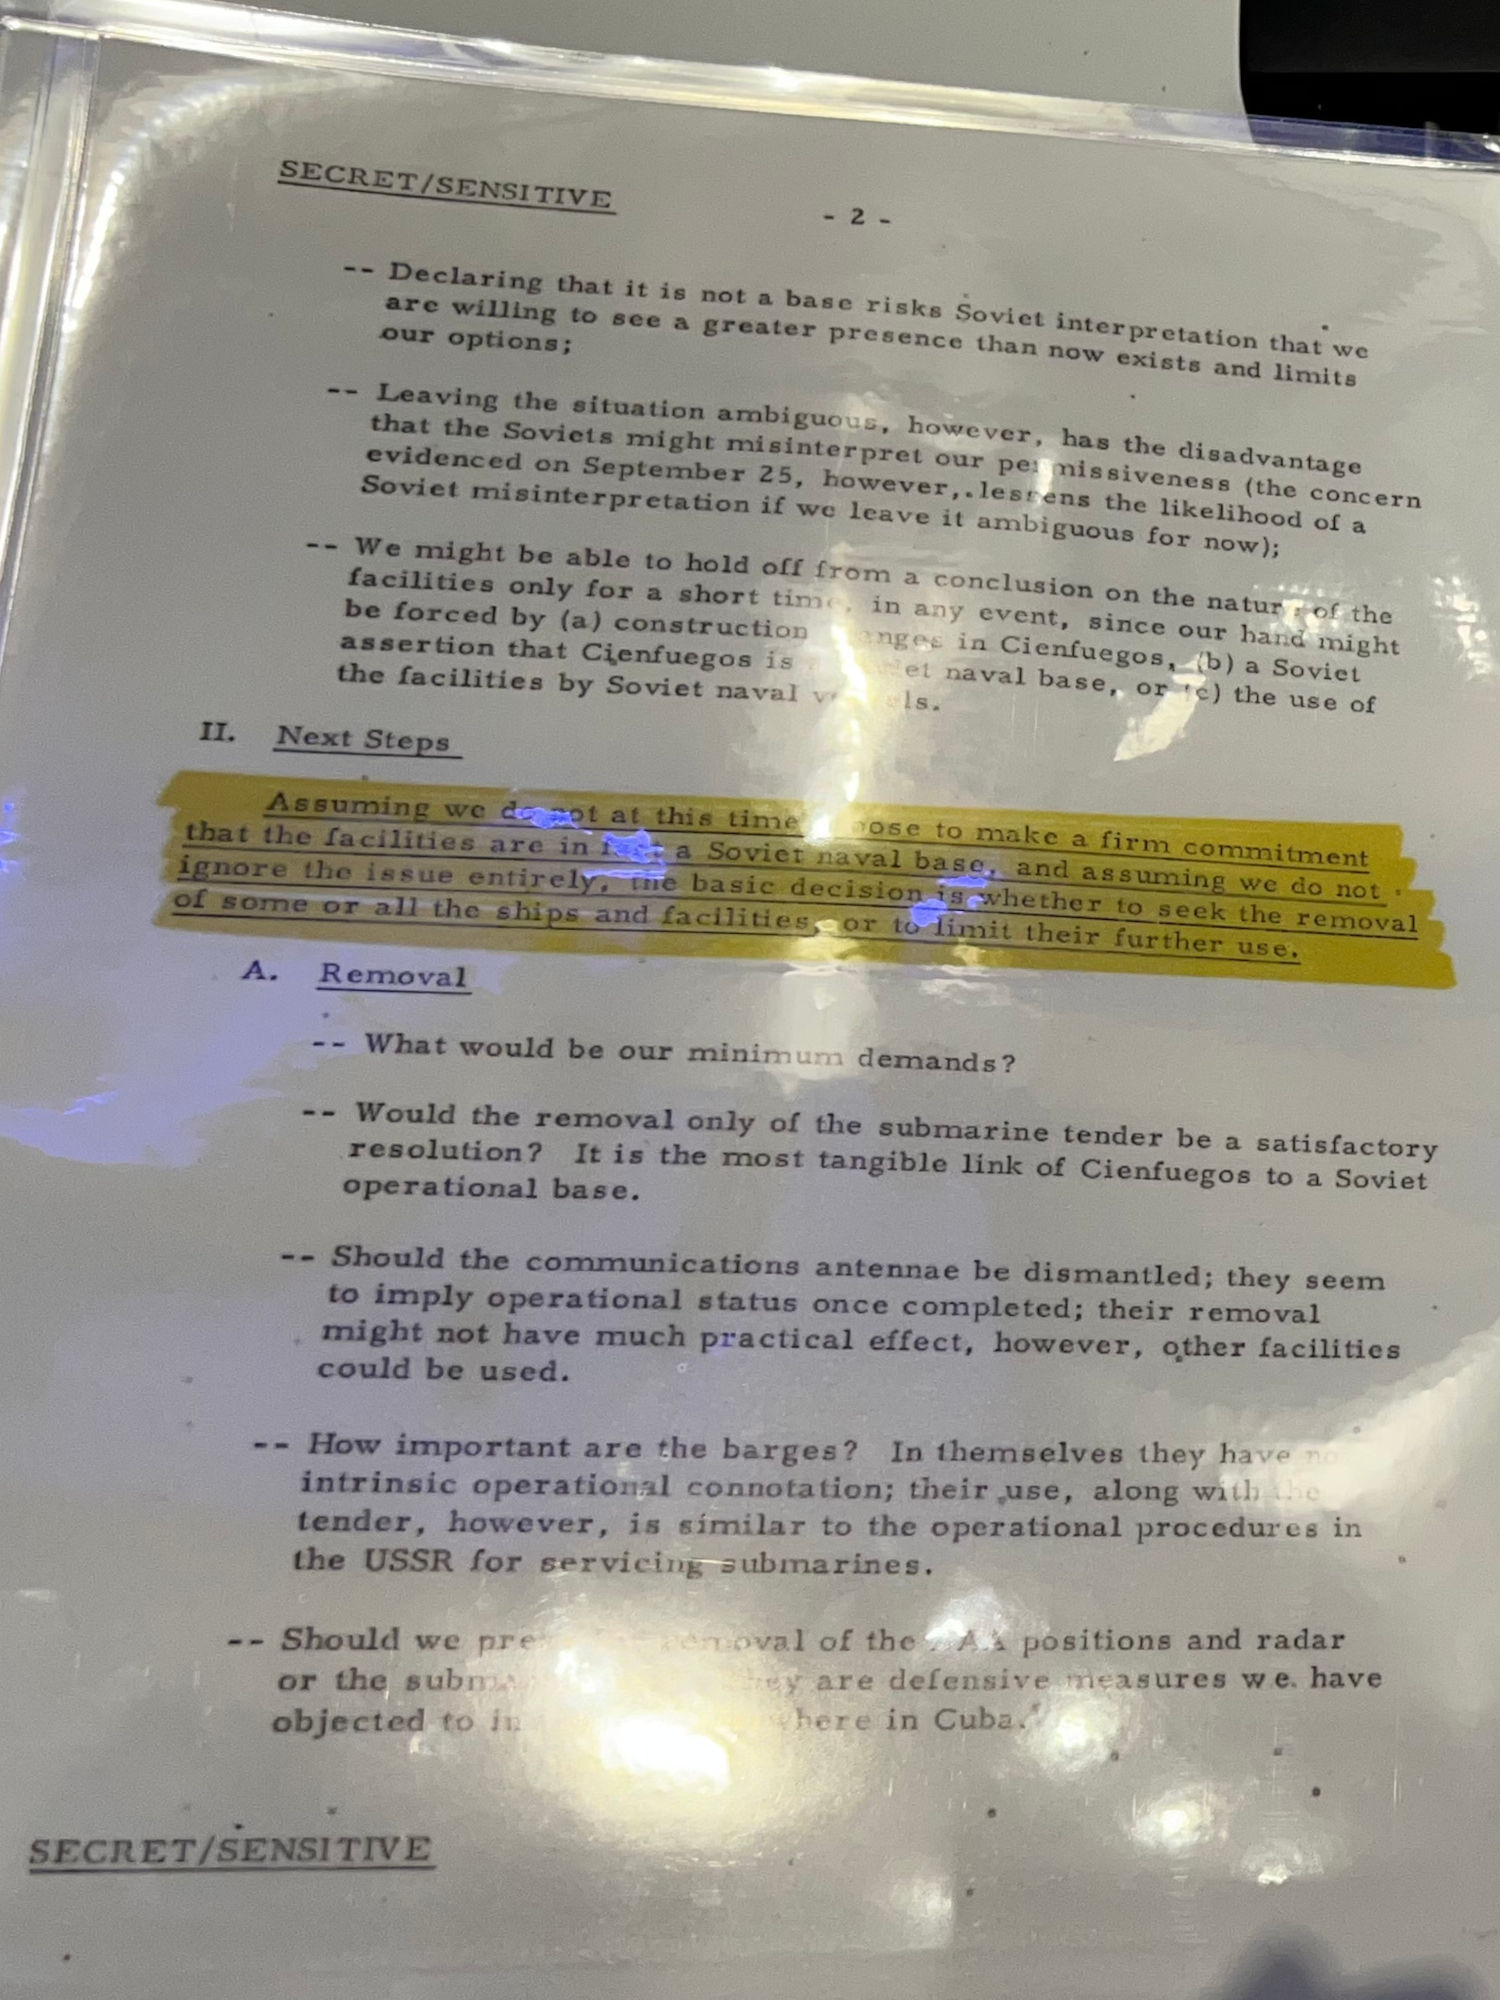 SECRET/SENSITIVE
- 2 -
-- Declaring that it is not a base risks Soviet interpretation that we
are willing to see a greater presence than now exists and limits
our options;
-- Leaving the situation ambiguous, however, has the disadvantage
that the Soviets might misinterpret our permissiveness (the concern
evidenced on September 25, however, lessens the likelihood of a
Soviet misinterpretation if we leave it ambiguous for now);
-- We might be able to hold off from a conclusion on the nature of the
facilities only for a short time, in any event, since our hand might
be forced by (a) construction in Cienfuegos, (b) a Soviet
assertion that Cienfuegos is naval base, or (c) the use of
the facilities by Soviet naval
II. Next Steps
Assuming we do not at this time to make a firm commitment
that the facilities are in a Soviet naval base, and assuming we do not
ignore the issue entirely, the basic decision is whether to seek the removal
of some or all the ships and facilities, or to limit their further use.
A. Removal
-- What would be our minimum demands?
-- Would the removal only of the submarine tender be a satisfactory
resolution? It is the most tangible link of Cienfuegos to a Soviet
operational base.
-- Should the communications antennae be dismantled; they seem
to imply operational status once completed; their removal
might not have much practical effect, however, other facilities
could be used.
-- How important are the barges? In themselves they have no
intrinsic operational connotation; their use, along with the
tender, however, is similar to the operational procedures in
the USSR for servicing submarines.
-- Should we removal of the positions and radar
or the are defensive measures we have
objected to in Cuba.
SECRET/SENSITIVE